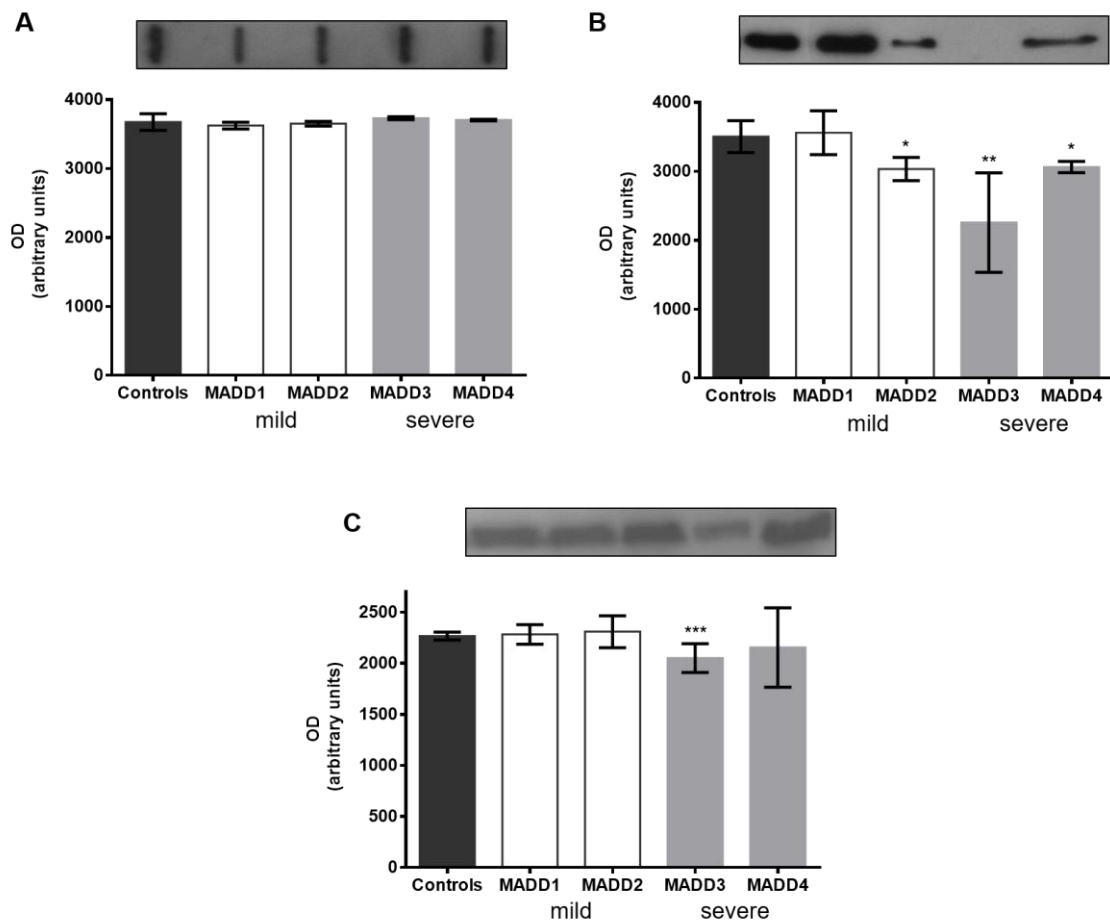 A
4000
3000
2000
1000
0
OD
(arbitrary units)
Controls MADD1 MADD2 MADD3 MADD4
mild severe
B
4000
3000
2000
1000
0
OD
(arbitrary units)
* ** *
Controls MADD1 MADD2 MADD3 MADD4
mild severe
C
2500
2000
1500
1000
500
0
OD
(arbitrary units)
***
Controls MADD1 MADD2 MADD3 MADD4
mild severe